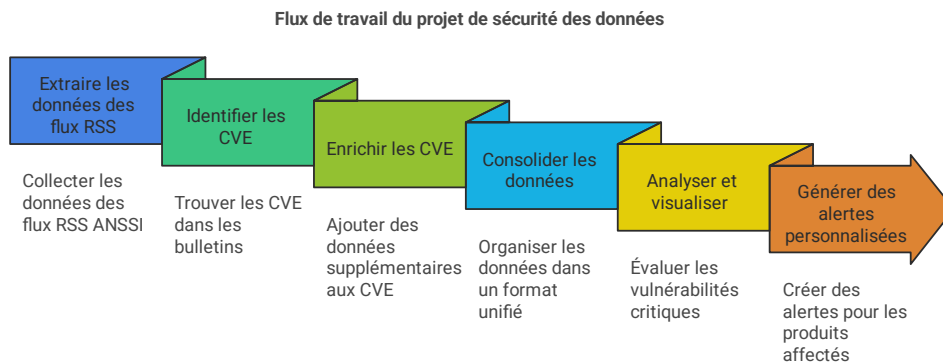 Flux de travail du projet de sécurité des données
Extraire les
données des
flux RSS
Collecter les
données des
flux RSS ANSSI
Identifier les
CVE
Trouver les CVE
dans les
bulletins
Enrichir les CVE
Ajouter des
données
supplémentaires
aux CVE
Consolider les
données
Organiser les
données dans
un format
unifié
Analyser et
visualiser
Évaluer les
vulnérabilités
critiques
Générer des
alertes
personnalisées
Créer des
alertes pour les
produits
affectés